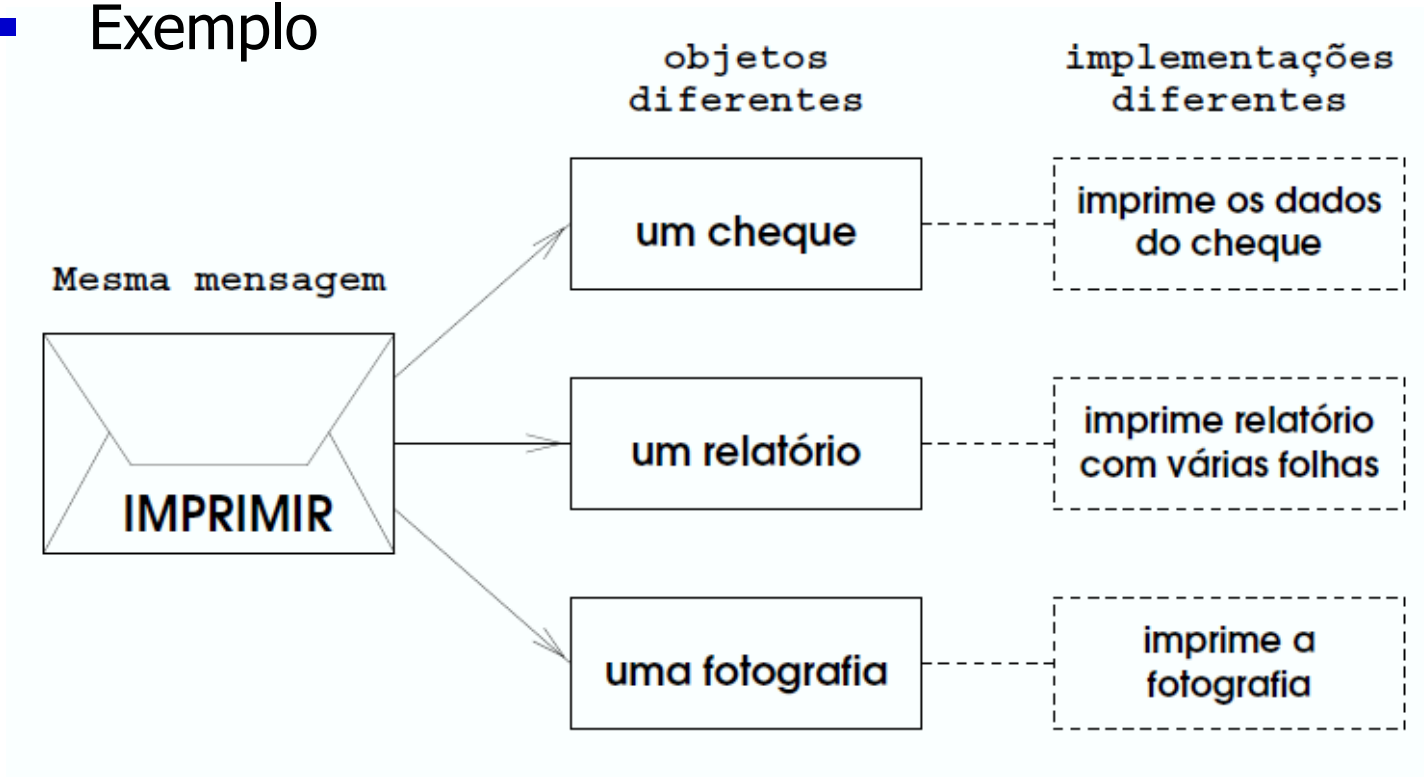 Exemplo
objetos
diferentes
implementações
diferentes
Mesma mensagem
IMPRIMIR
um cheque
imprime os dados
do cheque
um relatório
imprime relatório
com várias folhas
uma fotografia
imprime a
fotografia